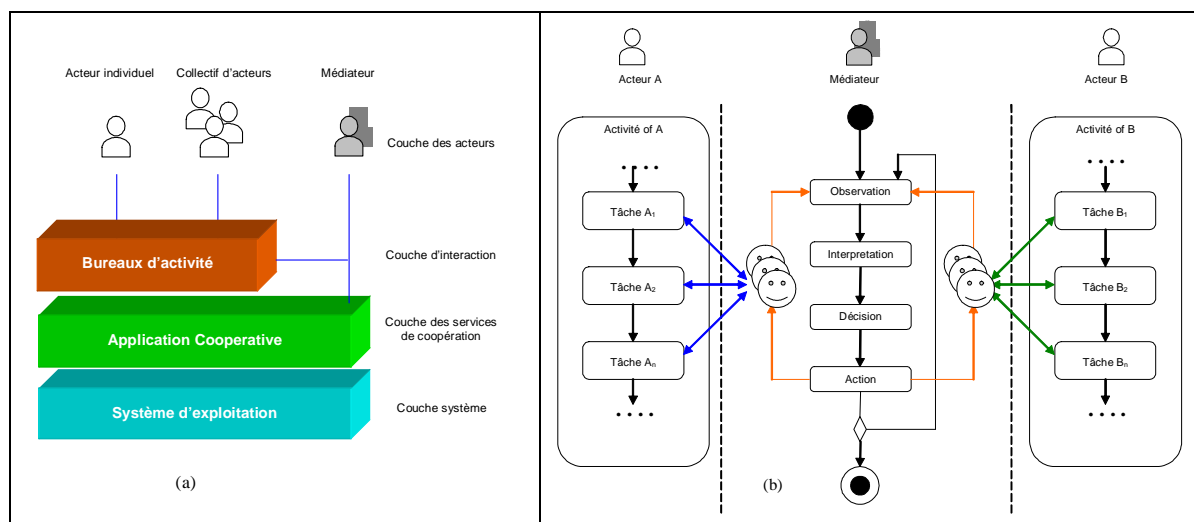 Acteur individuel
Collectif d'acteurs
Médiateur
Couche des acteurs
Bureaux d'activité
Couche d'interaction
Application Cooperative
Couche des services
de coopération
Système d'exploitation
Couche système
(a)
Acteur A
Médiateur
Acteur B
Activité of A
. . . .
Tâche A1
Tâche A2
Tâche An
. . . .
Observation
Interpretation
Décision
Action
Activité of B
. . . .
Tâche B1
Tâche B2
Tâche Bn
. . . .
(b)